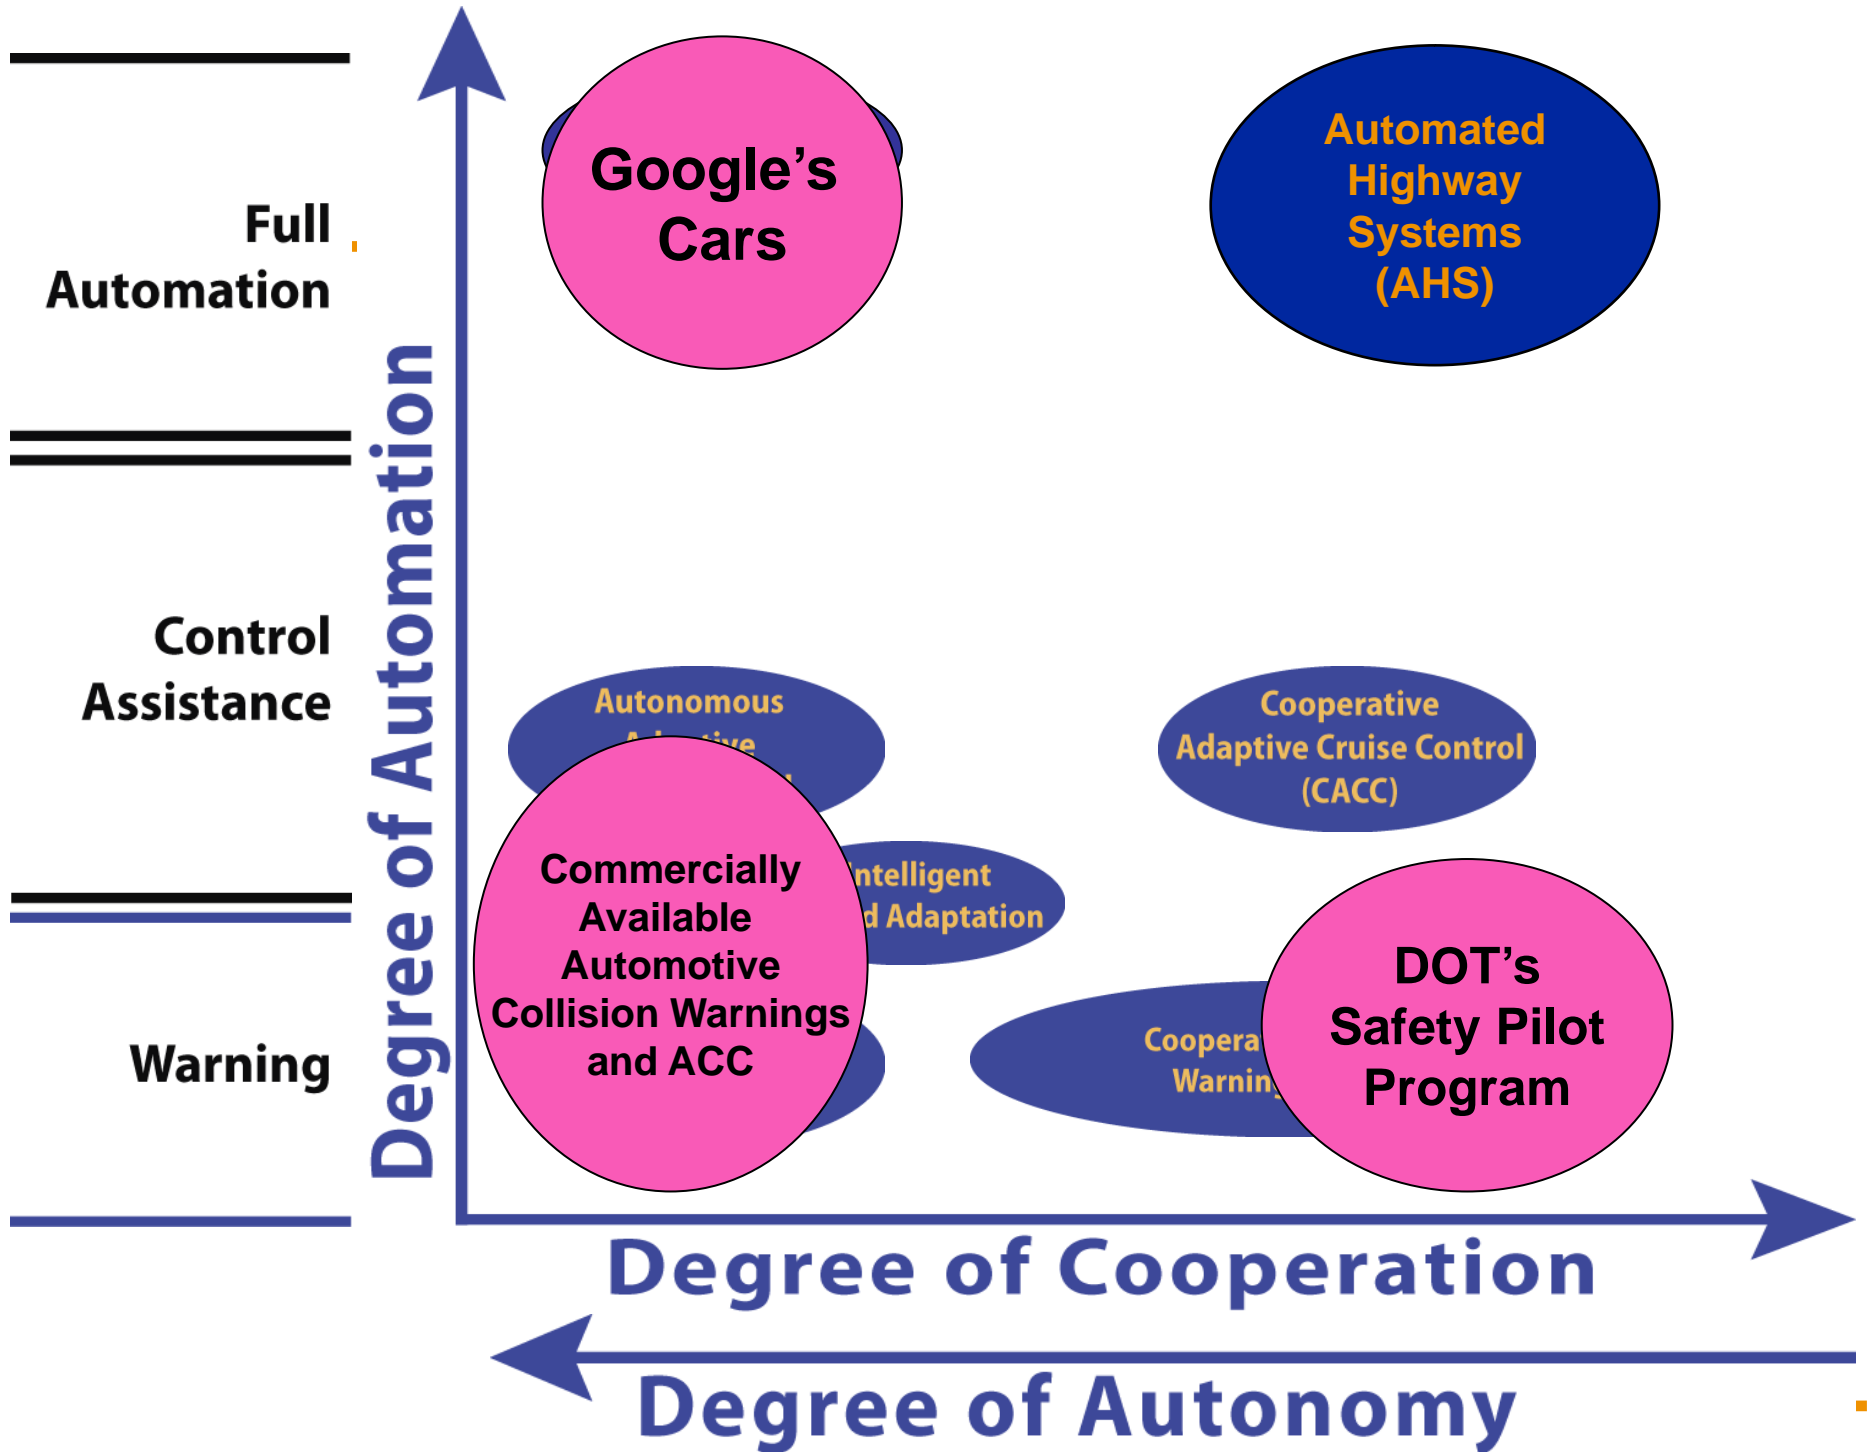 Full
Automation
Control
Assistance
Warning
Degree of Automation
Google’s
Cars
Automated
Highway
Systems
(AHS)
Autonomous
Cooperative
Adaptive Cruise Control
(CACC)
Commercially
Available
Automotive
Collision Warnings
and ACC
Adaptation
DOT’s
Safety Pilot
Program
Degree of Cooperation
Degree of Autonomy